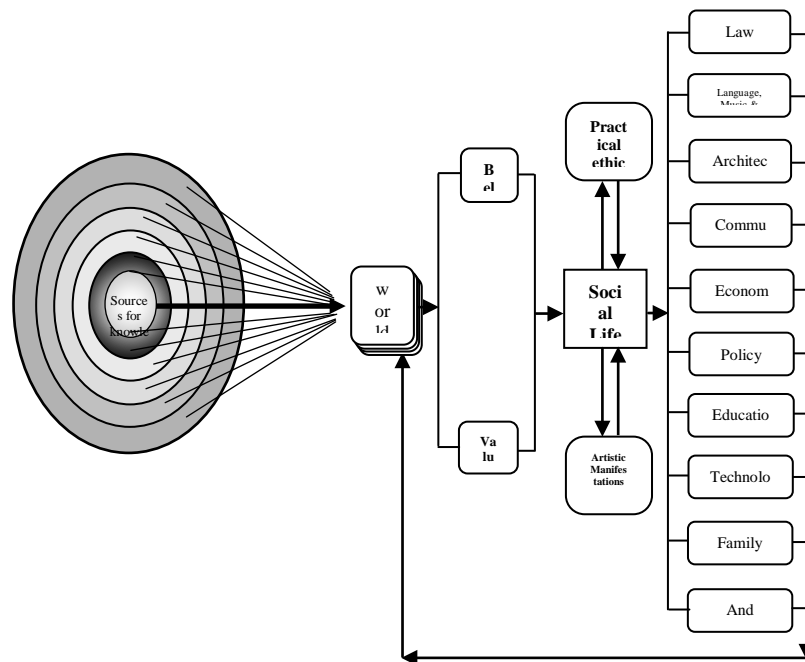 Source
s for
knowle
w
or
ld
B
el
Va
lu
Pract
ical
ethic
Soci
al
Life
Artistic
Manifes
tations
Law
Language,
Music &
Architec
Commu
Econom
Policy
Educatio
Technolo
Family
And